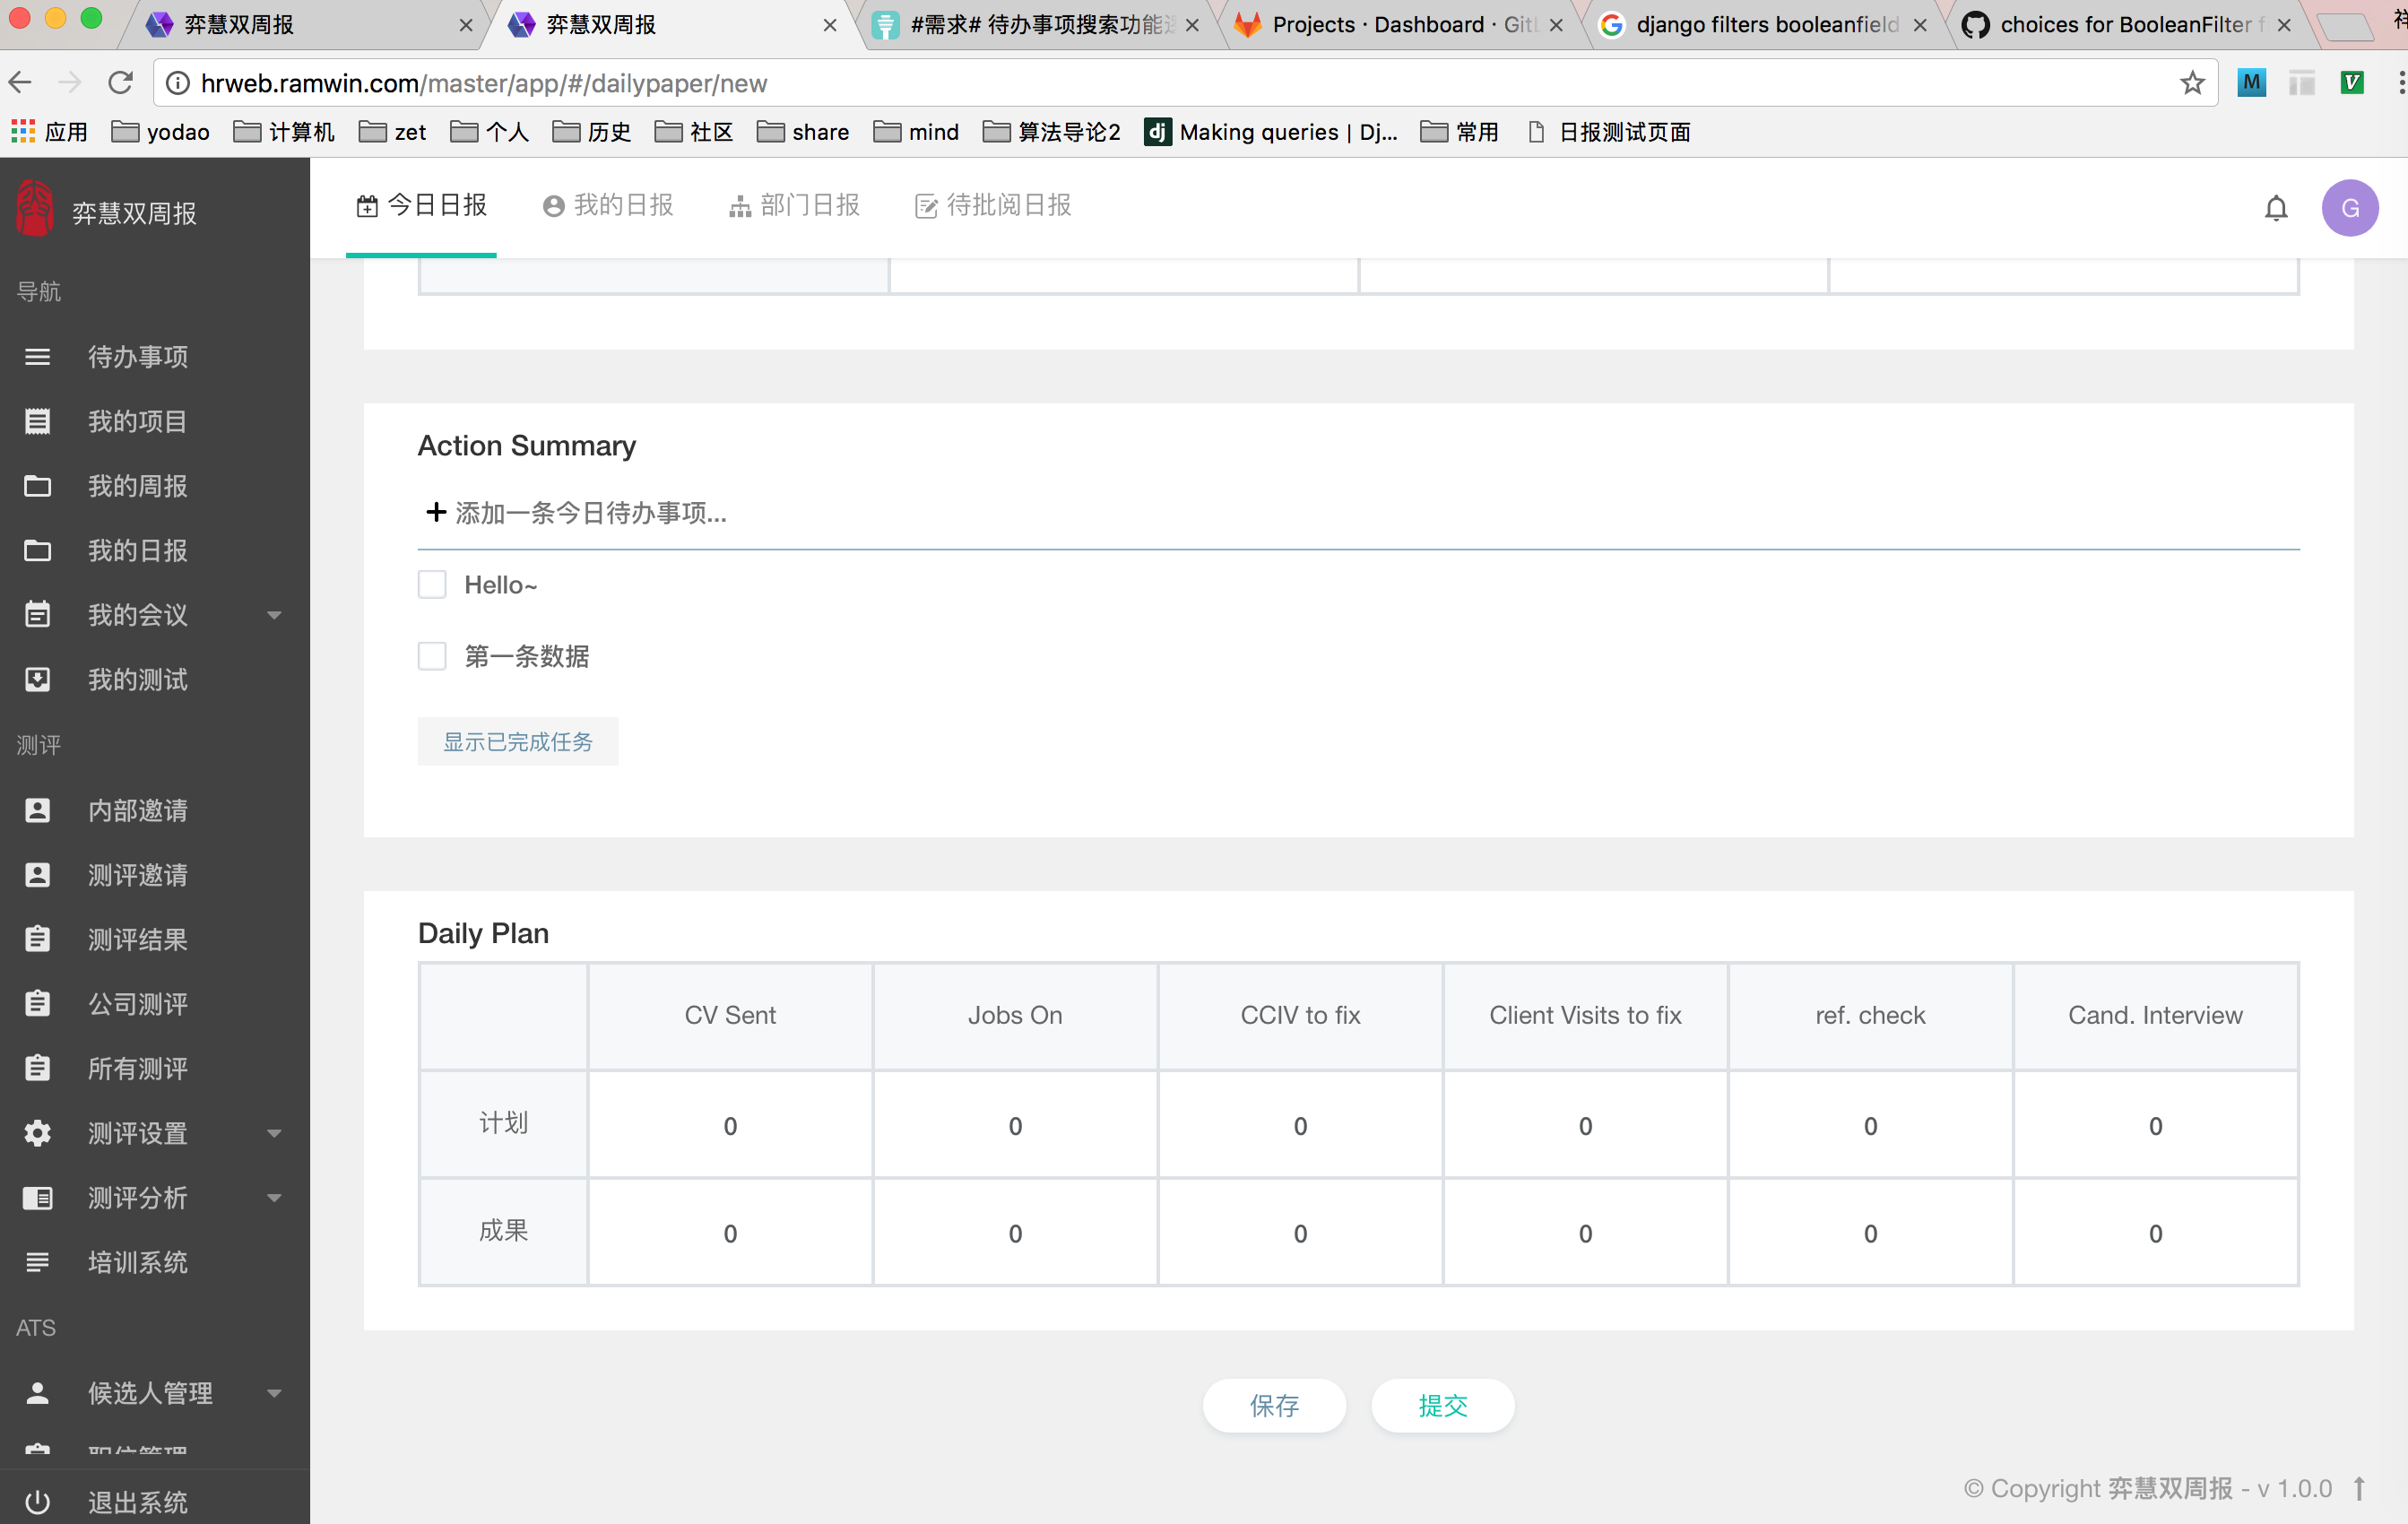 弈慧双周报
弈慧双周报
#需求# 待办事项搜索功能
Projects · Dashboard · Git
django filters booleanfield
choices for BooleanFilter f
hrweb.ramwin.com/master/app/#/dailypaper/new
M
V
应用
yodao
计算机
zet
个人
历史
社区
share
mind
算法导论2
dj
Making queries | Dj...
常用
日报测试页面
弈慧双周报
今日日报
我的日报
部门日报
待批阅日报
G
导航
待办事项
我的项目
我的周报
我的日报
我的会议
我的测试
测评
内部邀请
测评邀请
测评结果
公司测评
所有测评
测评设置
测评分析
培训系统
ATS
候选人管理
职位管理
退出系统
Action Summary
添加一条今日待办事项...
Hello~
第一条数据
显示已完成任务
Daily Plan
CV Sent Jobs On CCIV to fix Client Visits to fix ref. check Cand. Interview
计划 0 0 0 0 0 0
成果 0 0 0 0 0 0
保存 提交
© Copyright 弈慧双周报 - v 1.0.0